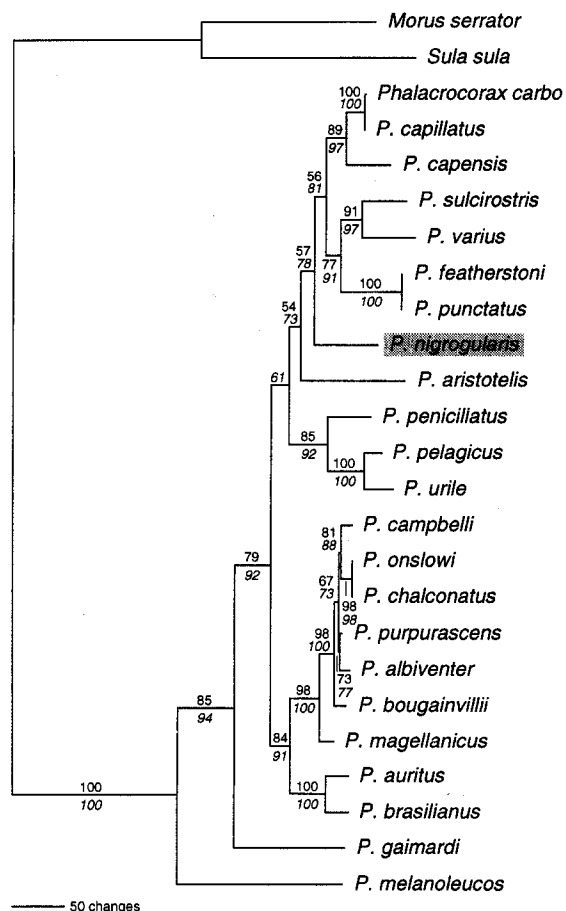 Morus serrator
Sula sula
100
100
Phalacrocorax carbo
P. capillatus
89
97
P. capensis
56
81
91
97
P. sulcirostris
P. varius
77
91
100
100
P. featherstoni
P. punctatus
57
78
P. nigrogularis
54
73
P. aristotelis
61
P. penicillatus
85
92
100
100
P. pelagicus
P. urile
81
88
P. campbelli
P. onslowi
67
73
98
98
P. chalconatus
98
100
P. purpurascens
73
77
P. albiventer
P. bougainvillii
79
92
98
100
P. magellanicus
84
91
100
100
P. auritus
P. brasilianus
85
94
P. gaimardi
100
100
P. melanoleucos
50 changes